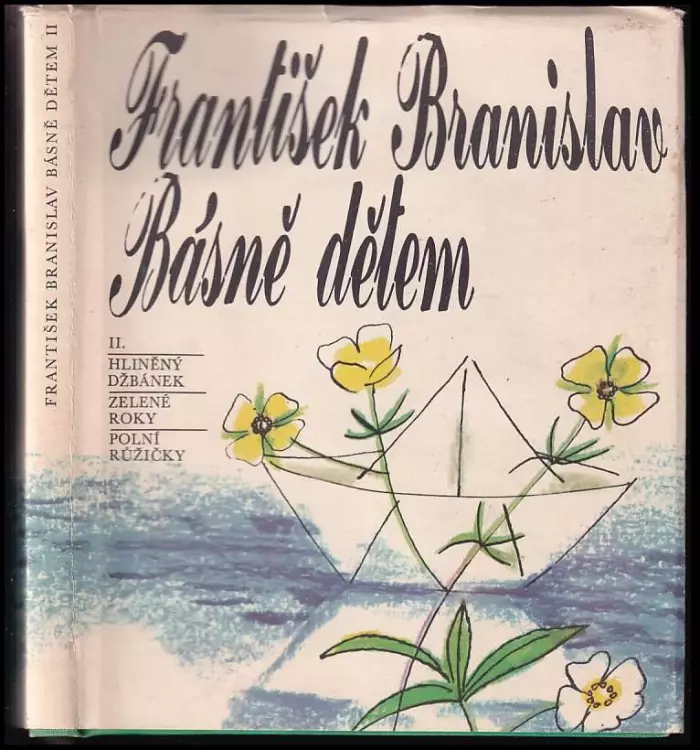 František Branislav
Básně dětem
II.
HLINĚNÝ
DŽBÁNEK
ZELENÉ
ROKY
POLNÍ
RŮŽIČKY
FRANTIŠEK BRANISLAV BÁSNĚ DĚTEM II